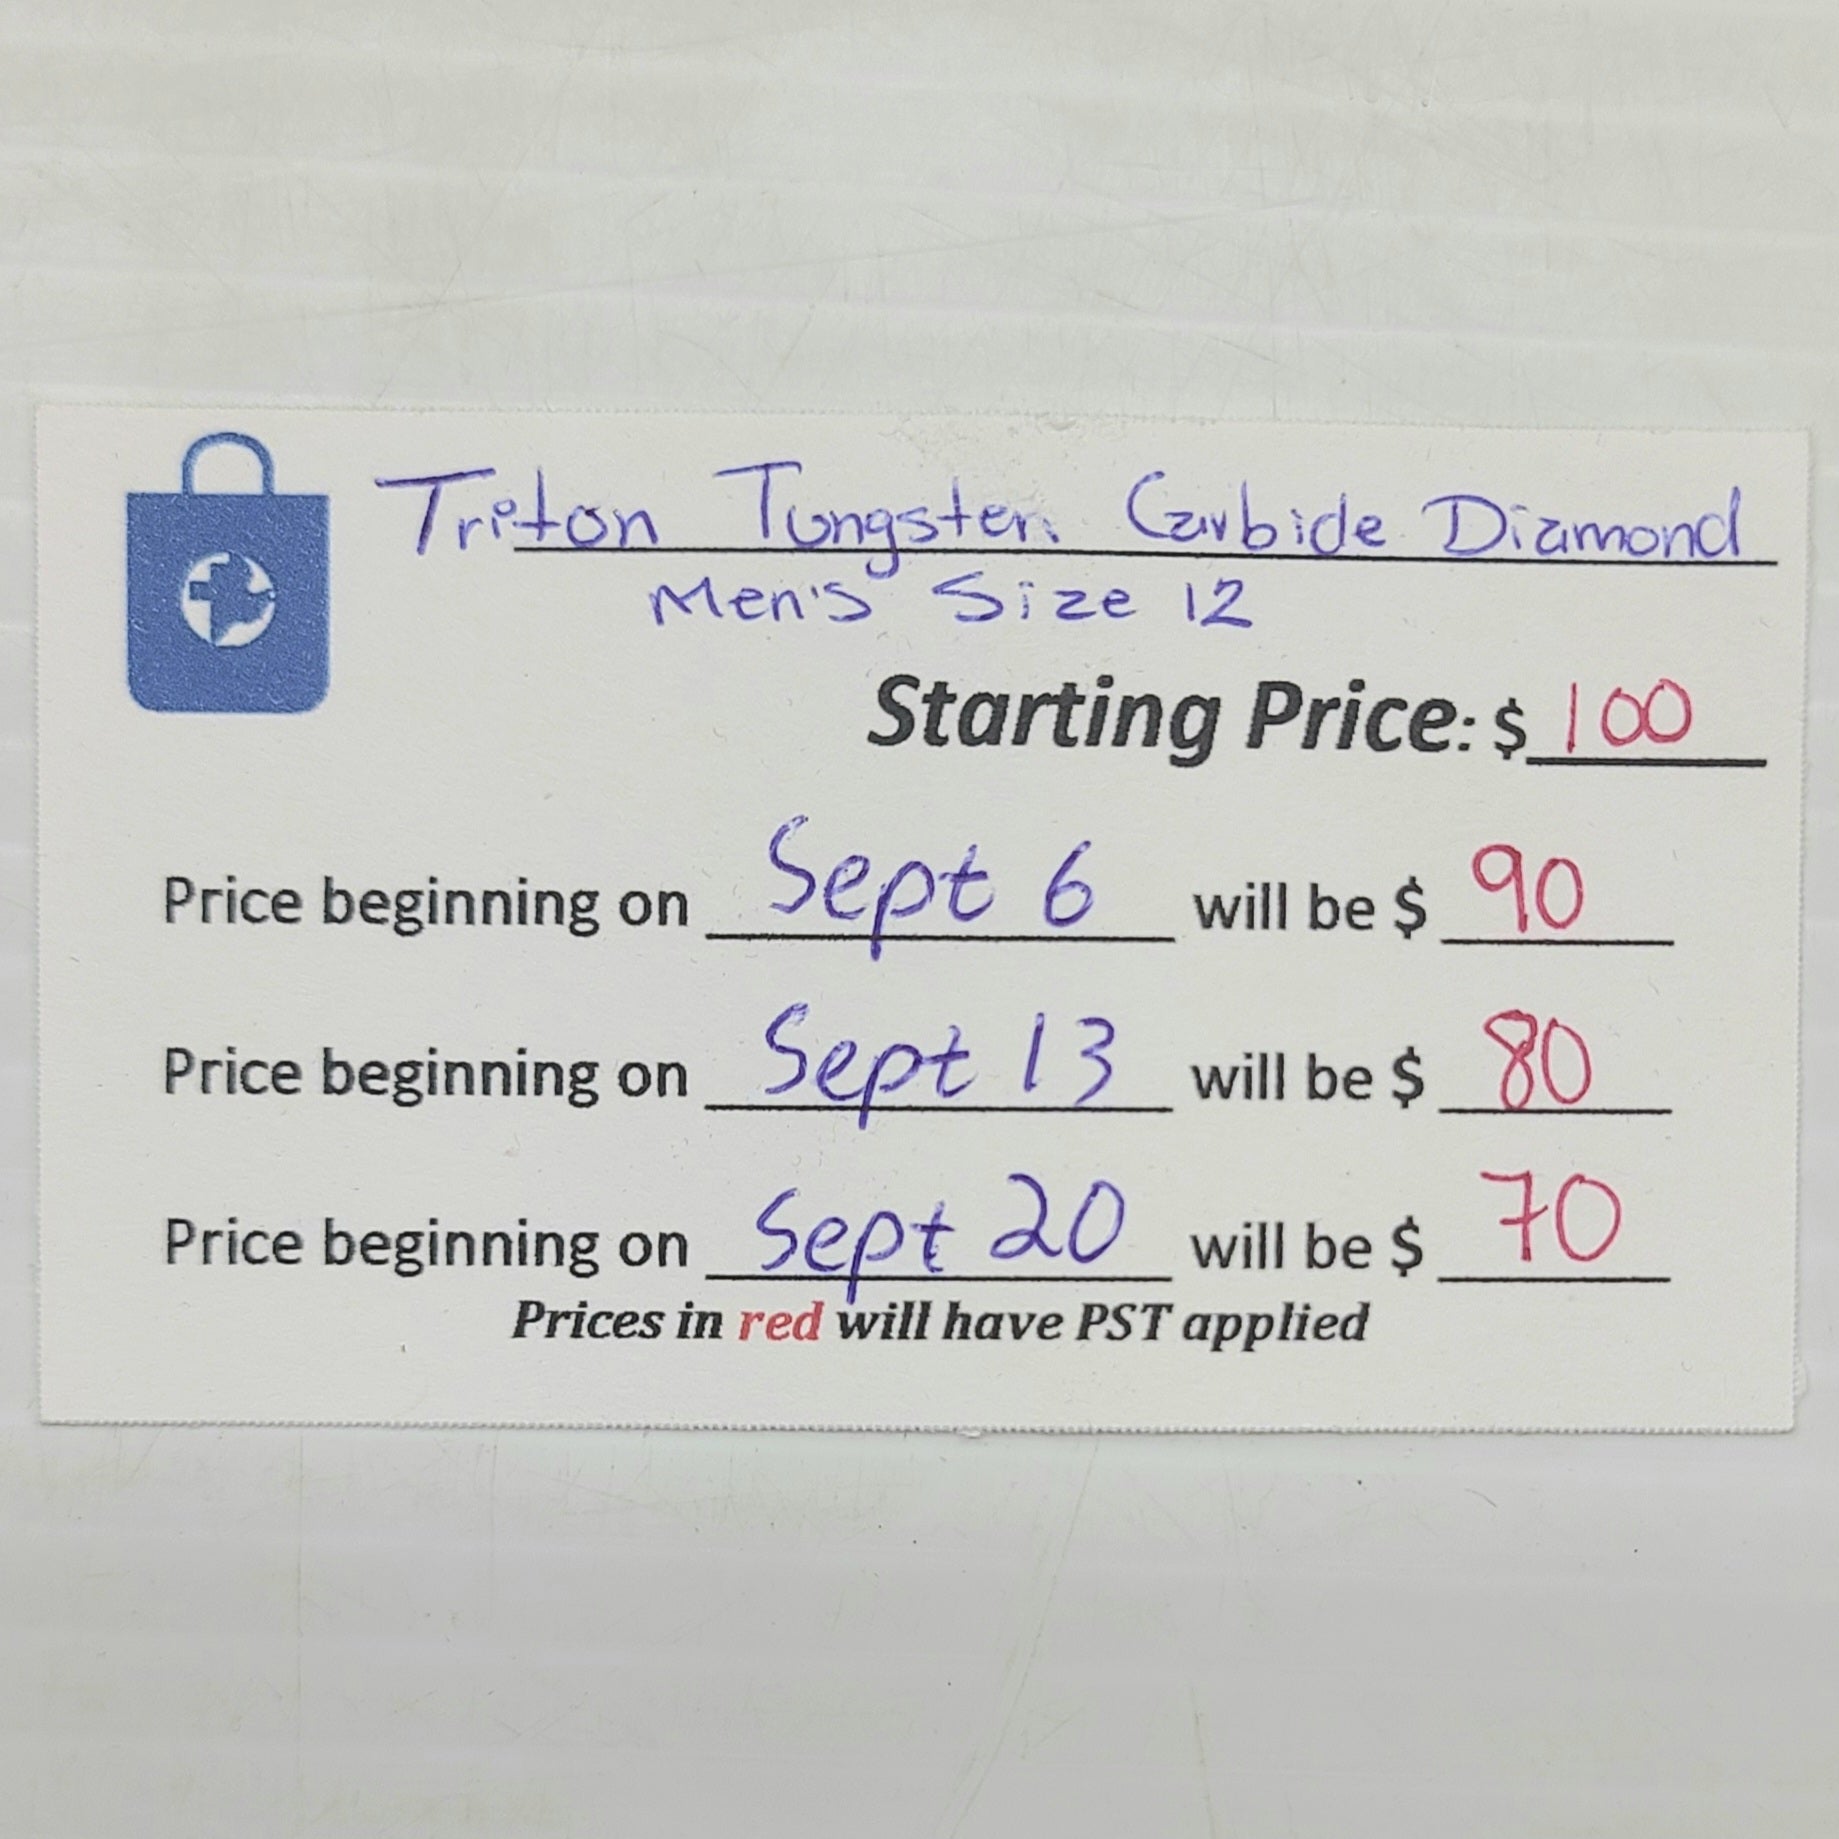 Triton Tungsten Carbide Diamond
Men's Size 12
Starting Price: $ 100
Price beginning on Sept 6 will be $ 90
Price beginning on Sept 13 will be $ 80
Price beginning on Sept 20 will be $ 70
Prices in red will have PST applied